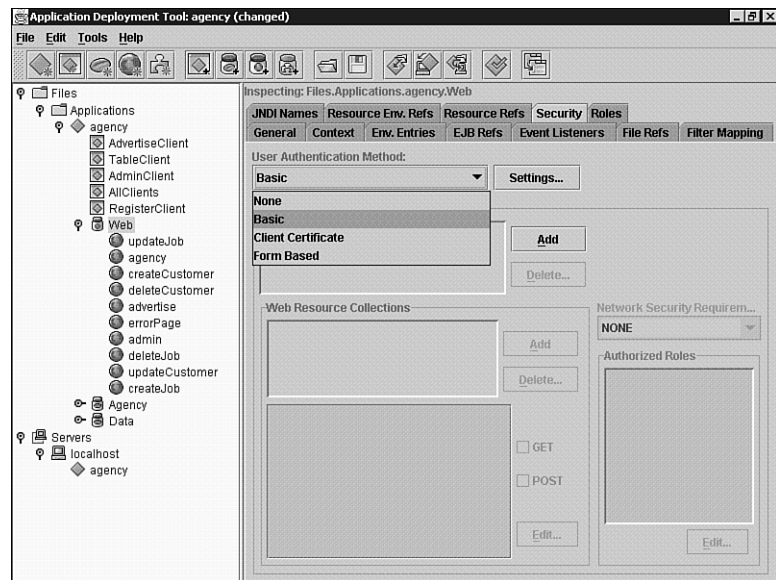 Application Deployment Tool: agency (changed)
File Edit Tools Help
Files
Applications
agency
AdvertiseClient
TableClient
AdminClient
AllClients
RegisterClient
Web
updateJob
agency
createCustomer
deleteCustomer
advertise
errorPage
admin
deleteJob
updateCustomer
createJob
Agency
Data
Servers
localhost
agency
Inspecting: Files.Applications.agency.Web
JNDI Names Resource Env. Refs Resource Refs Security Roles
General Context Env. Entries EJB Refs Event Listeners File Refs Filter Mapping
User Authentication Method:
Basic Settings...
None
Basic
Client Certificate
Form Based
Add
Delete...
Web Resource Collections
Add
Delete...
GET
POST
Edit...
Network Security Requirem...
NONE
Authorized Roles
Edit...